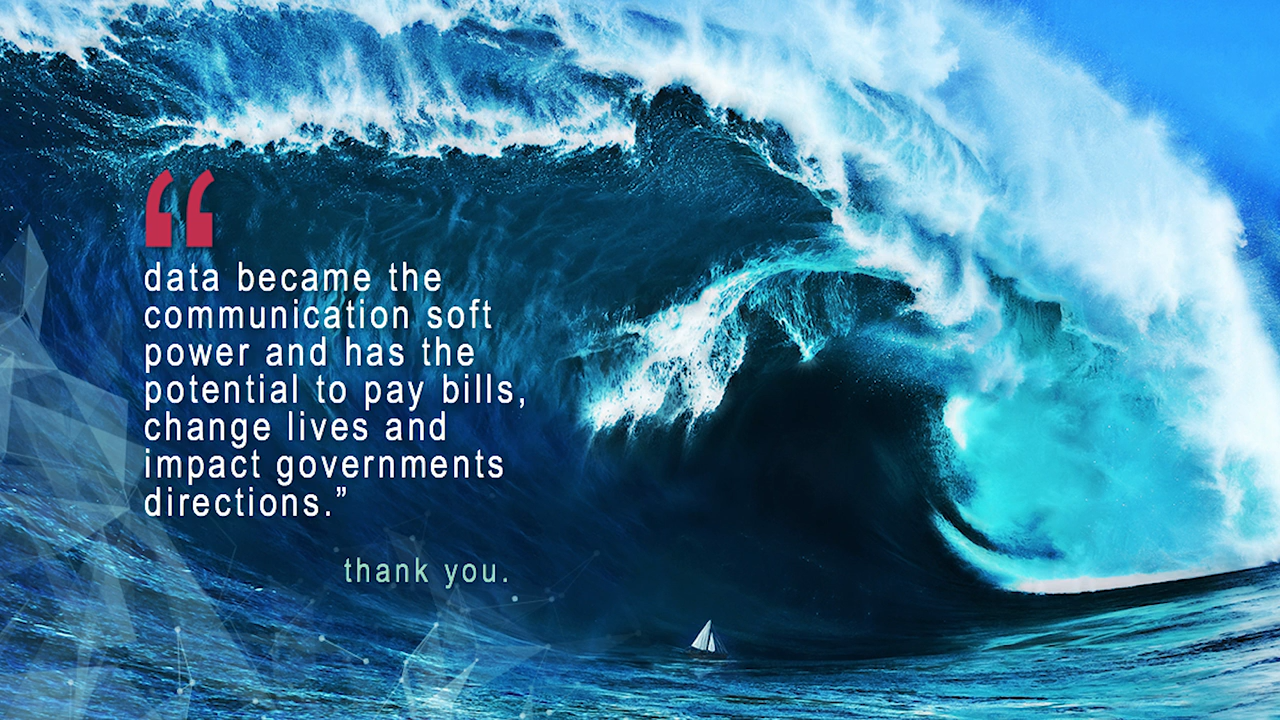 “
data became the
communication soft
power and has the
potential to pay bills,
change lives and
impact governments
directions.”
thank you.